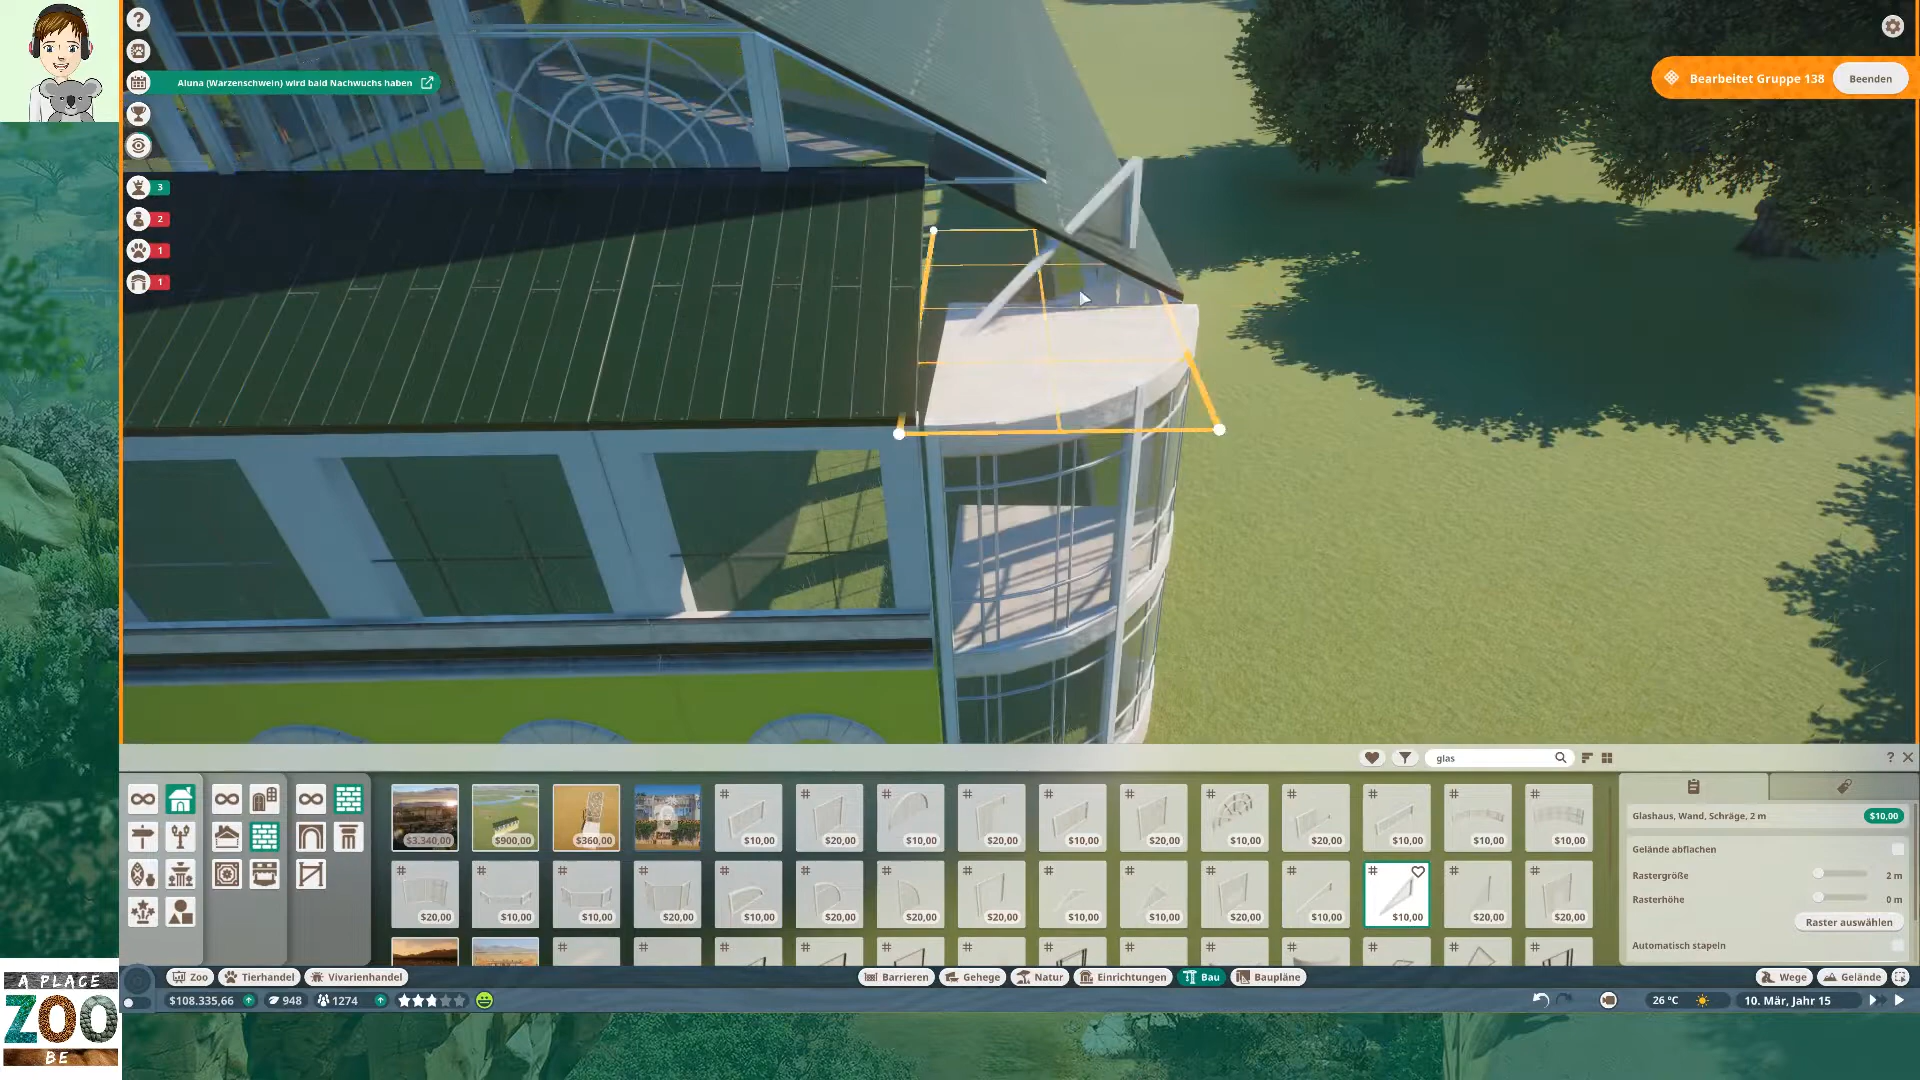 Aluna (Warzenschwein) wird bald Nachwuchs haben
Bearbeitet Gruppe 138
Beenden
3
2
1
1
glas
$3.340,00
$900,00
$360,00
$10,00
$20,00
$10,00
$20,00
$10,00
$20,00
$10,00
$20,00
$10,00
$10,00
$10,00
$20,00
$10,00
$10,00
$20,00
$10,00
$20,00
$20,00
$20,00
$10,00
$10,00
$20,00
$10,00
$10,00
$20,00
$20,00
Glashaus, Wand, Schräge, 2 m
$10,00
Gelände abflachen
Rastergröße
2 m
Rasterhöhe
0 m
Raster auswählen
Automatisch stapeln
Zoo
Tierhandel
Vivarienhandel
Barrieren
Gehege
Natur
Einrichtungen
Bau
Baupläne
Wege
Gelände
$108.335,66
948
1274
26 °C
10. Mär, Jahr 15
A PLACE
ZOO
BE